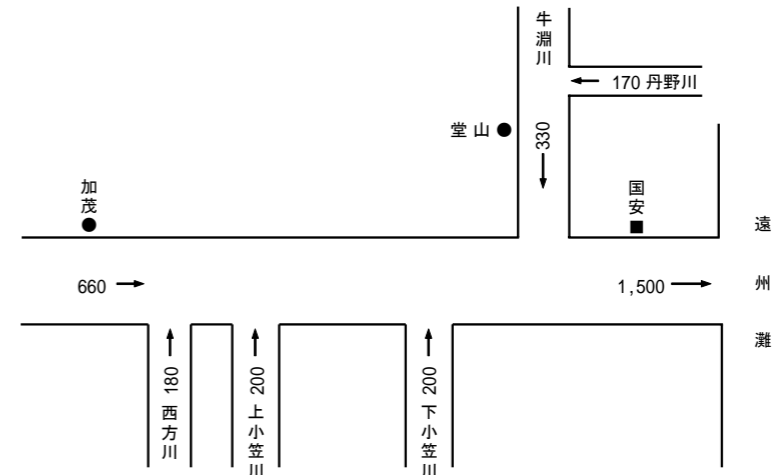 牛淵川
170 丹野川
堂山
330
加茂
国安
遠州灘
660
1,500
180
西方川
200
上小笠川
200
下小笠川